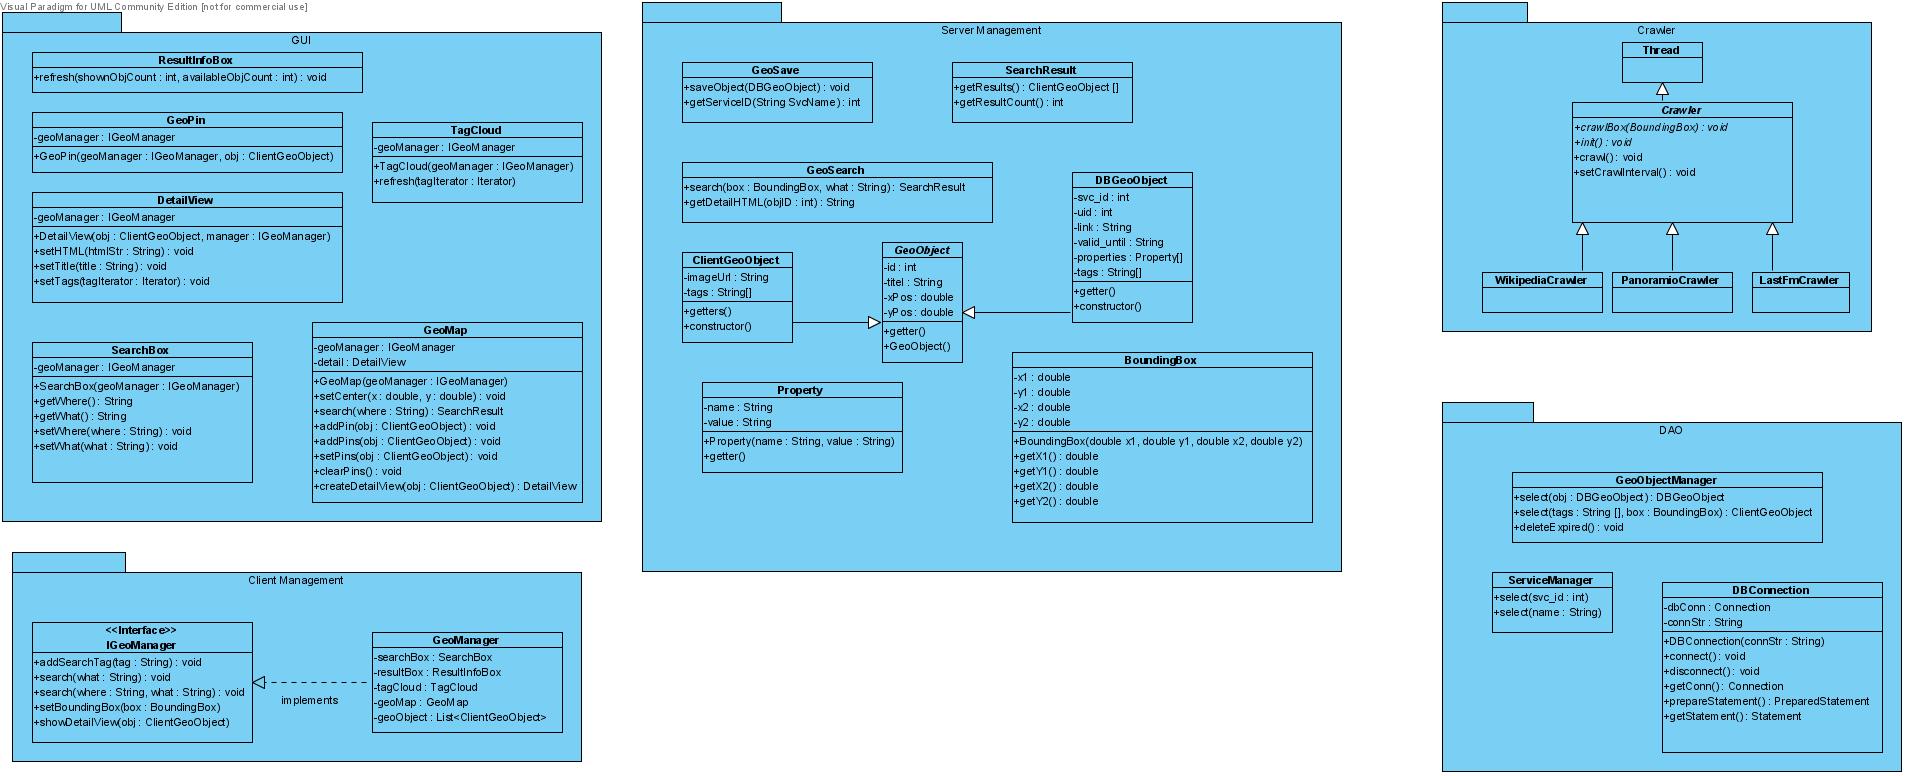 Visual Paradigm for UML Community Edition [not for commercial use]
GUI
ResultInfoBox
+refresh(shownObjCount : int, availableObjCount : int) : void
GeoPin
-geoManager : IGeoManager
+GeoPin(geoManager : IGeoManager, obj : ClientGeoObject)
TagCloud
-geoManager : IGeoManager
+TagCloud(geoManager : IGeoManager)
+refresh(tagIterator : Iterator)
DetailView
-geoManager : IGeoManager
+DetailView(obj : ClientGeoObject, manager : IGeoManager)
+setHTML(htmlStr : String) : void
+setTitle(title : String) : void
+setTags(tagIterator : Iterator) : void
SearchBox
-geoManager : IGeoManager
+SearchBox(geoManager : IGeoManager)
+getWhere() : String
+getWhat() : String
+setWhere(where : String) : void
+setWhat(what : String) : void
GeoMap
-geoManager : IGeoManager
-detail : DetailView
+GeoMap(geoManager : IGeoManager)
+setCenter(x : double, y : double) : void
+search(where : String) : SearchResult
+addPin(obj : ClientGeoObject) : void
+addPins(obj : ClientGeoObject) : void
+setPins(obj : ClientGeoObject) : void
+clearPins() : void
+createDetailView(obj : ClientGeoObject) : DetailView
Client Management
<<Interface>>
IGeoManager
+addSearchTag(tag : String) : void
+search(what : String) : void
+search(where : String, what : String) : void
+setBoundingBox(box : BoundingBox)
+showDetailView(obj : ClientGeoObject)
implements
GeoManager
-searchBox : SearchBox
-resultBox : ResultInfoBox
-tagCloud : TagCloud
-geoMap : GeoMap
-geoObject : List<ClientGeoObject>
Server Management
GeoSave
+saveObject(DBGeoObject) : void
+getServiceID(String SvcName) : int
SearchResult
+getResults() : ClientGeoObject []
+getResultCount() : int
GeoSearch
+search(box : BoundingBox, what : String) : SearchResult
+getDetailHTML(objID : int) : String
DBGeoObject
-svc_id : int
-uid : int
-link : String
-valid_until : String
-properties : Property[]
-tags : String[]
+getter()
+constructor()
ClientGeoObject
-imageUrl : String
-tags : String[]
+getters()
+constructor()
GeoObject
-id : int
-titel : String
-xPos : double
-yPos : double
+getter()
+GeoObject()
Property
-name : String
-value : String
+Property(name : String, value : String)
+getter()
BoundingBox
-x1 : double
-y1 : double
-x2 : double
-y2 : double
+BoundingBox(double x1, double y1, double x2, double y2)
+getX1() : double
+getY1() : double
+getX2() : double
+getY2() : double
Crawler
Thread
Crawler
+crawlBox(BoundingBox) : void
+init() : void
+crawl() : void
+setCrawlInterval() : void
WikipediaCrawler
PanoramioCrawler
LastFmCrawler
DAO
GeoObjectManager
+select(obj : DBGeoObject) : DBGeoObject
+select(tags : String [], box : BoundingBox) : ClientGeoObject
+deleteExpired() : void
ServiceManager
+select(svc_id : int)
+select(name : String)
DBConnection
-dbConn : Connection
-connStr : String
+DBConnection(connStr : String)
+connect() : void
+disconnect() : void
+getConn() : Connection
+prepareStatement() : PreparedStatement
+getStatement() : Statement